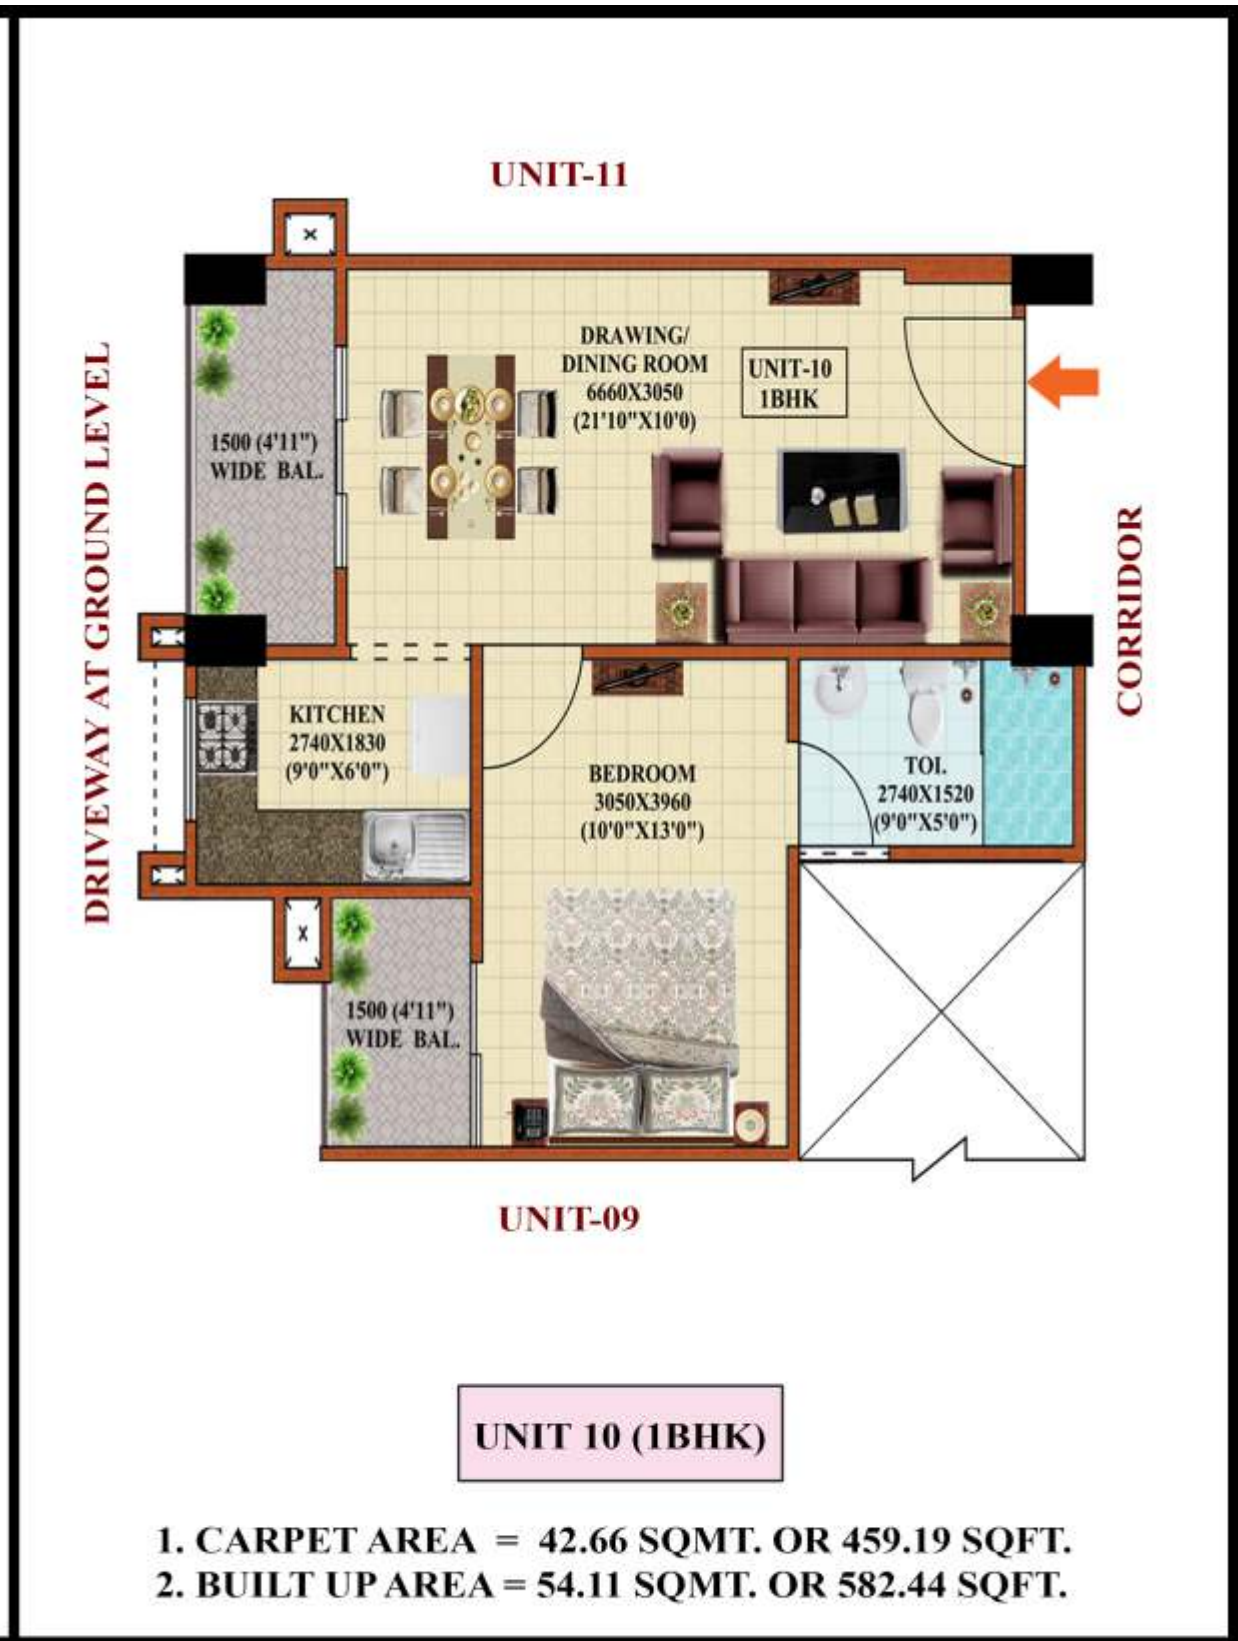 UNIT-11
DRAWING/
DINING ROOM
6660X3050
(21'10"X10'0)
UNIT-10
1BHK
1500 (4'11")
WIDE BAL.
DRIVEWAY AT GROUND LEVEL
CORRIDOR
KITCHEN
2740X1830
(9'0"X6'0")
BEDROOM
3050X3960
(10'0"X13'0")
TOI.
2740X1520
(9'0"X5'0")
1500 (4'11")
WIDE BAL.
UNIT-09
UNIT 10 (1BHK)
1. CARPET AREA = 42.66 SQMT. OR 459.19 SQFT.
2. BUILT UP AREA = 54.11 SQMT. OR 582.44 SQFT.